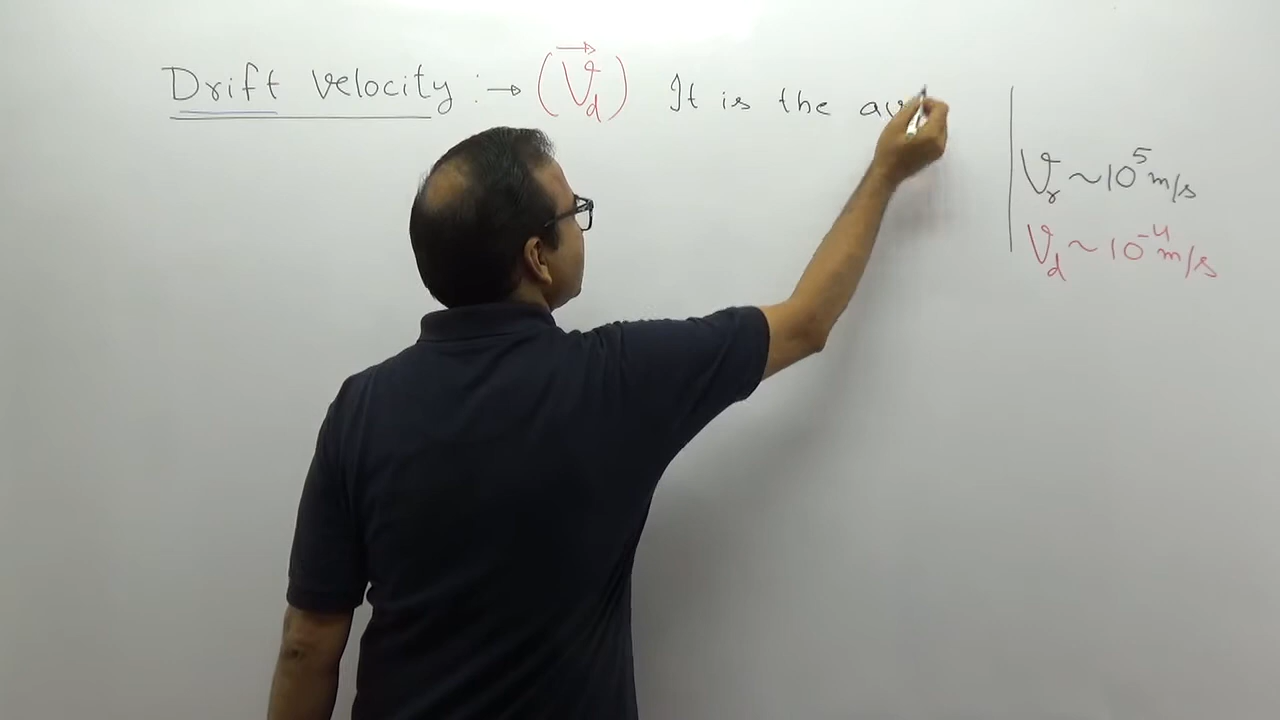 Drift velocity :→ (V⃗d) It is the av
Vr ~ 10⁵ m/s
Vd ~ 10⁻⁴ m/s